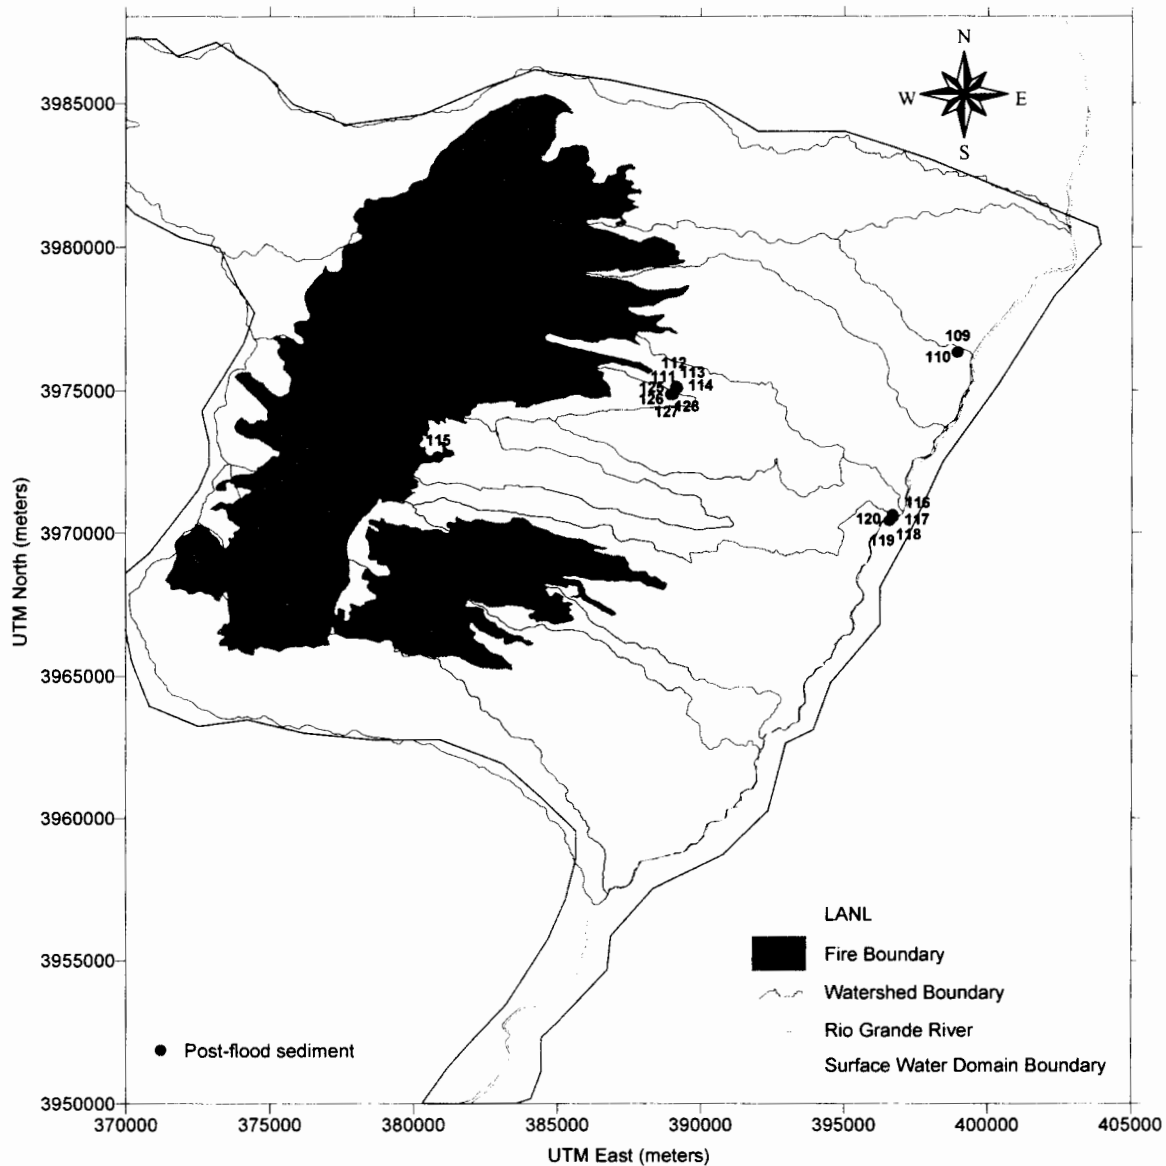 N
W E
S
3985000
3980000
3975000
3970000
3965000
3960000
3955000
3950000
UTM North (meters)
109
110
112
111 113
125 114
126
127 128
115
116
120 117
119 118
LANL
Fire Boundary
Watershed Boundary
Rio Grande River
Surface Water Domain Boundary
Post-flood sediment
370000 375000 380000 385000 390000 395000 400000 405000
UTM East (meters)